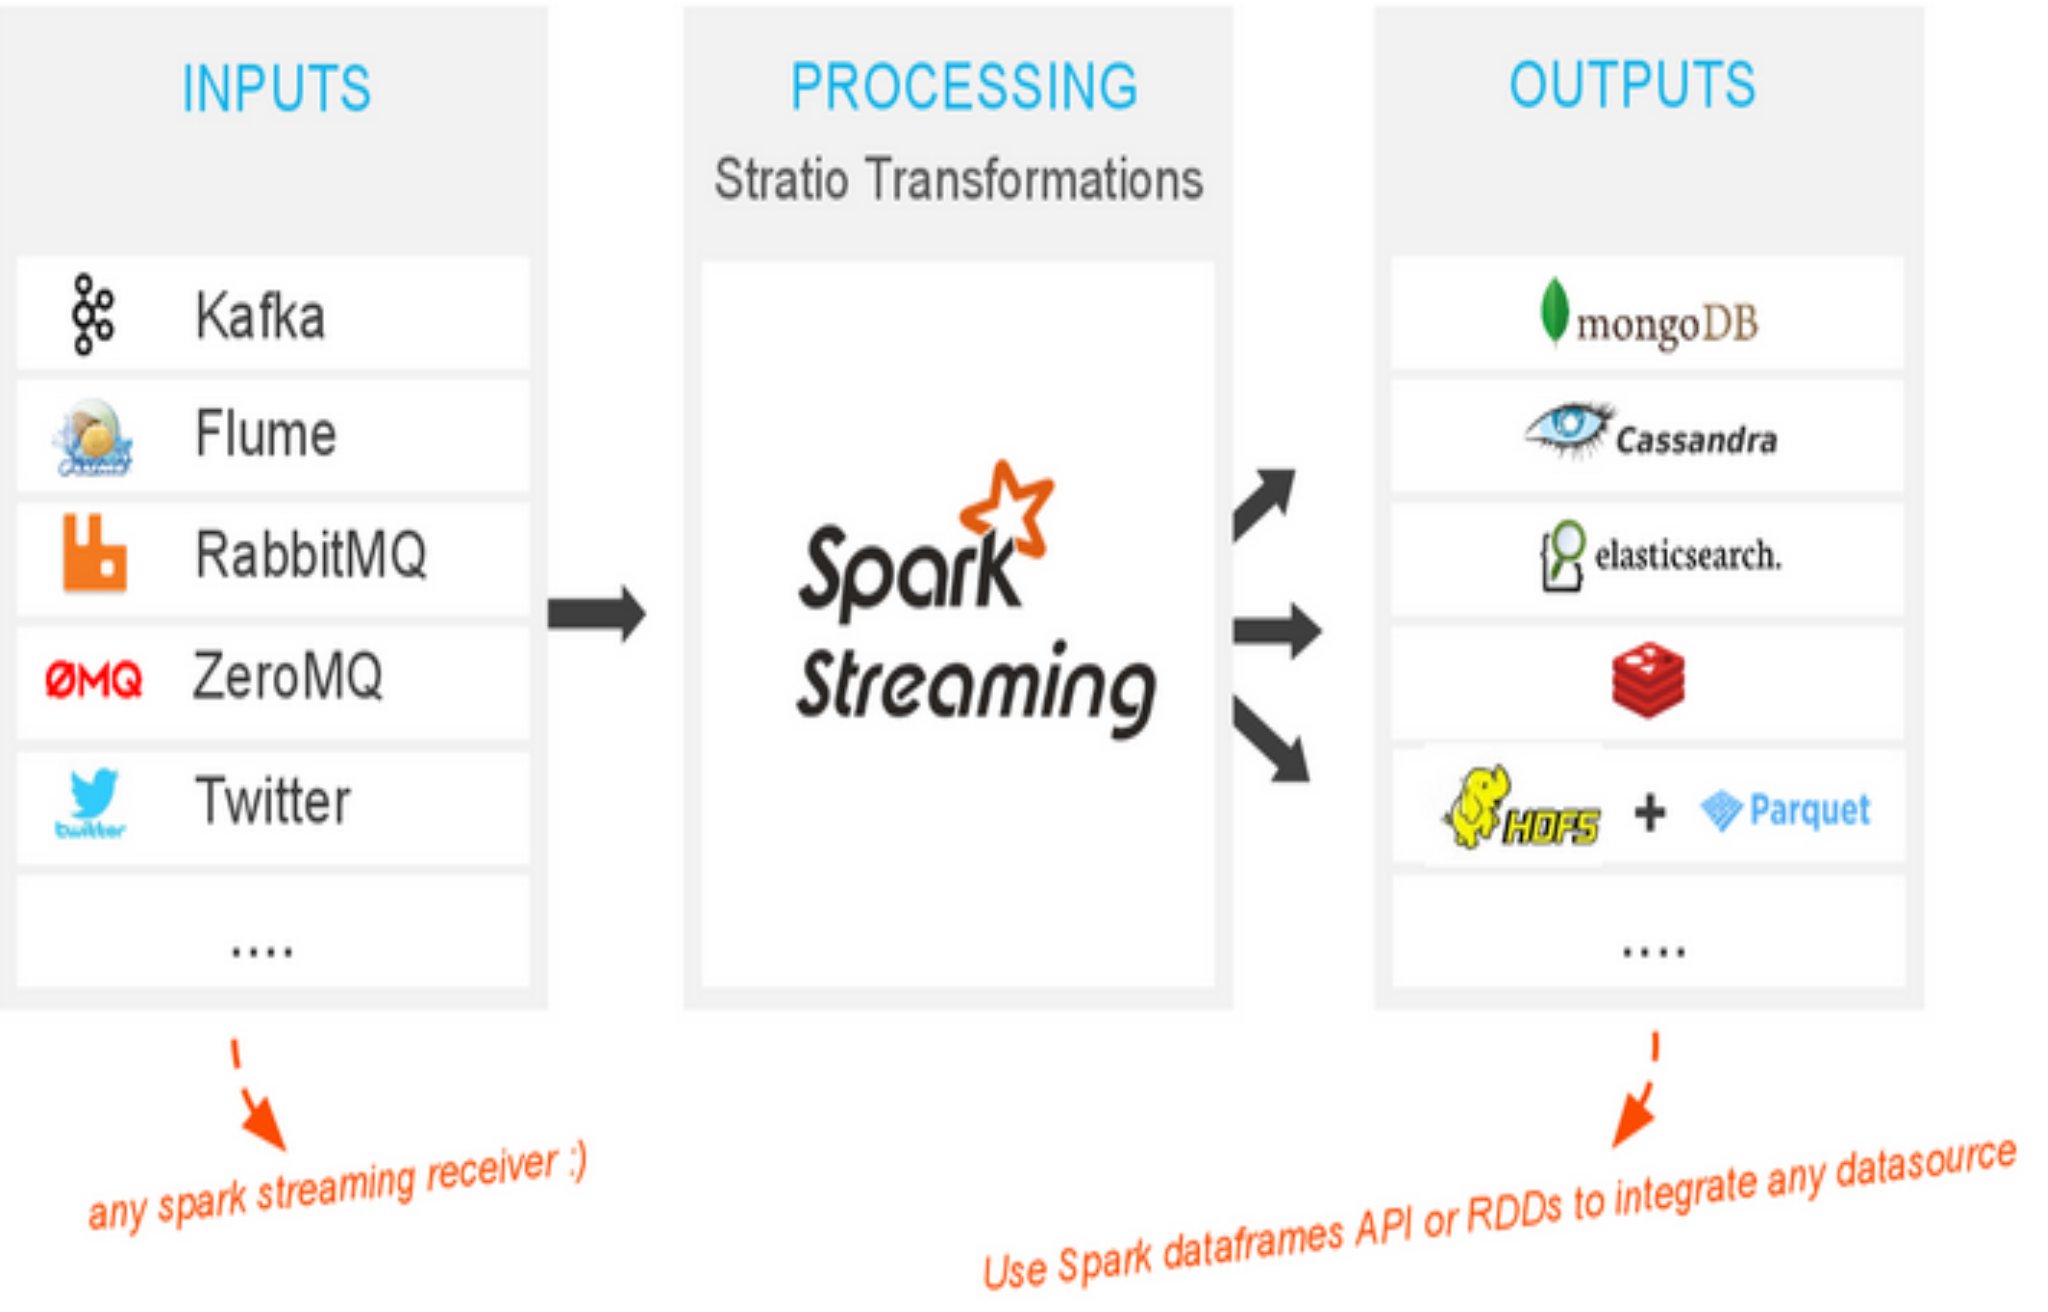 INPUTS
Kafka
Flume
RabbitMQ
ØMQ ZeroMQ
twitter Twitter
....
PROCESSING
Stratio Transformations
Spark
Streaming
OUTPUTS
mongoDB
Cassandra
elasticsearch.
HDFS + Parquet
....
any spark streaming receiver :)
Use Spark dataframes API or RDDs to integrate any datasource